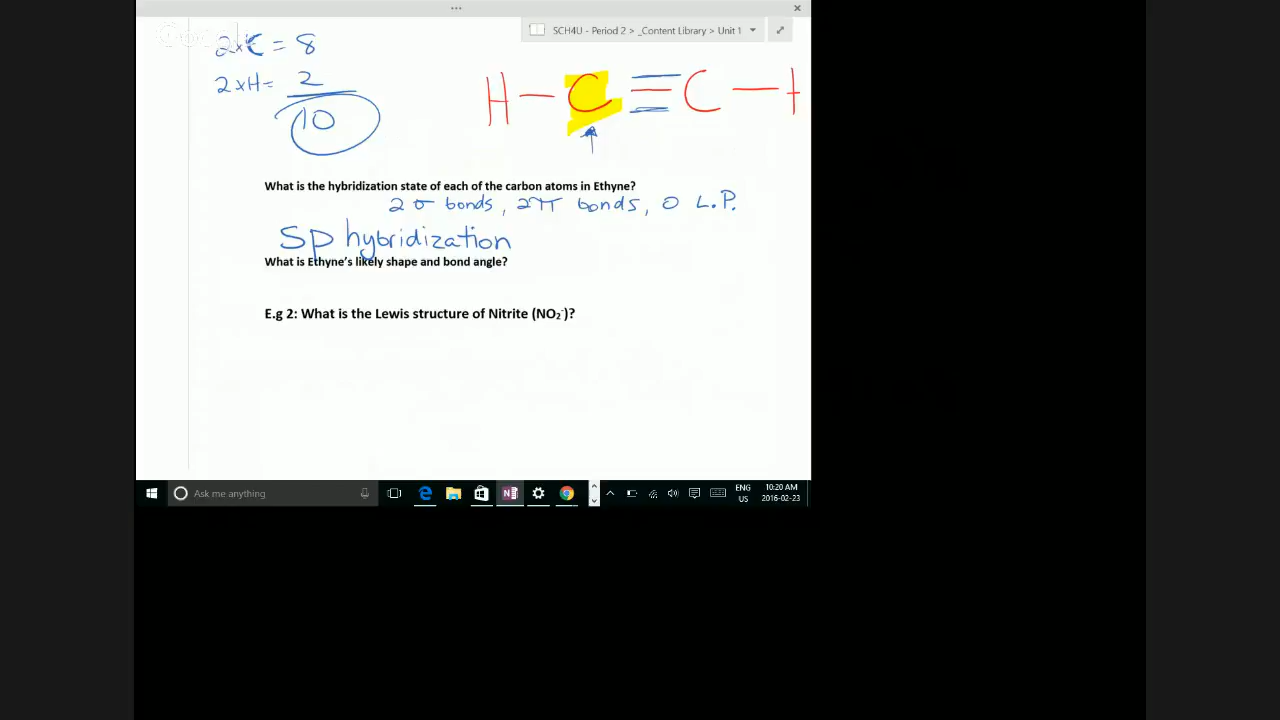 SCH4U - Period 2 > _Content Library > Unit 1
2xC = 8
2xH= 2
10
H — C ≡ C — H
What is the hybridization state of each of the carbon atoms in Ethyne?
2 σ bonds, 2π bonds, 0 L.P.
Sp hybridization
What is Ethyne's likely shape and bond angle?
E.g 2: What is the Lewis structure of Nitrite (NO₂⁻)?
Ask me anything
ENG
US
10:20 AM
2016-02-23